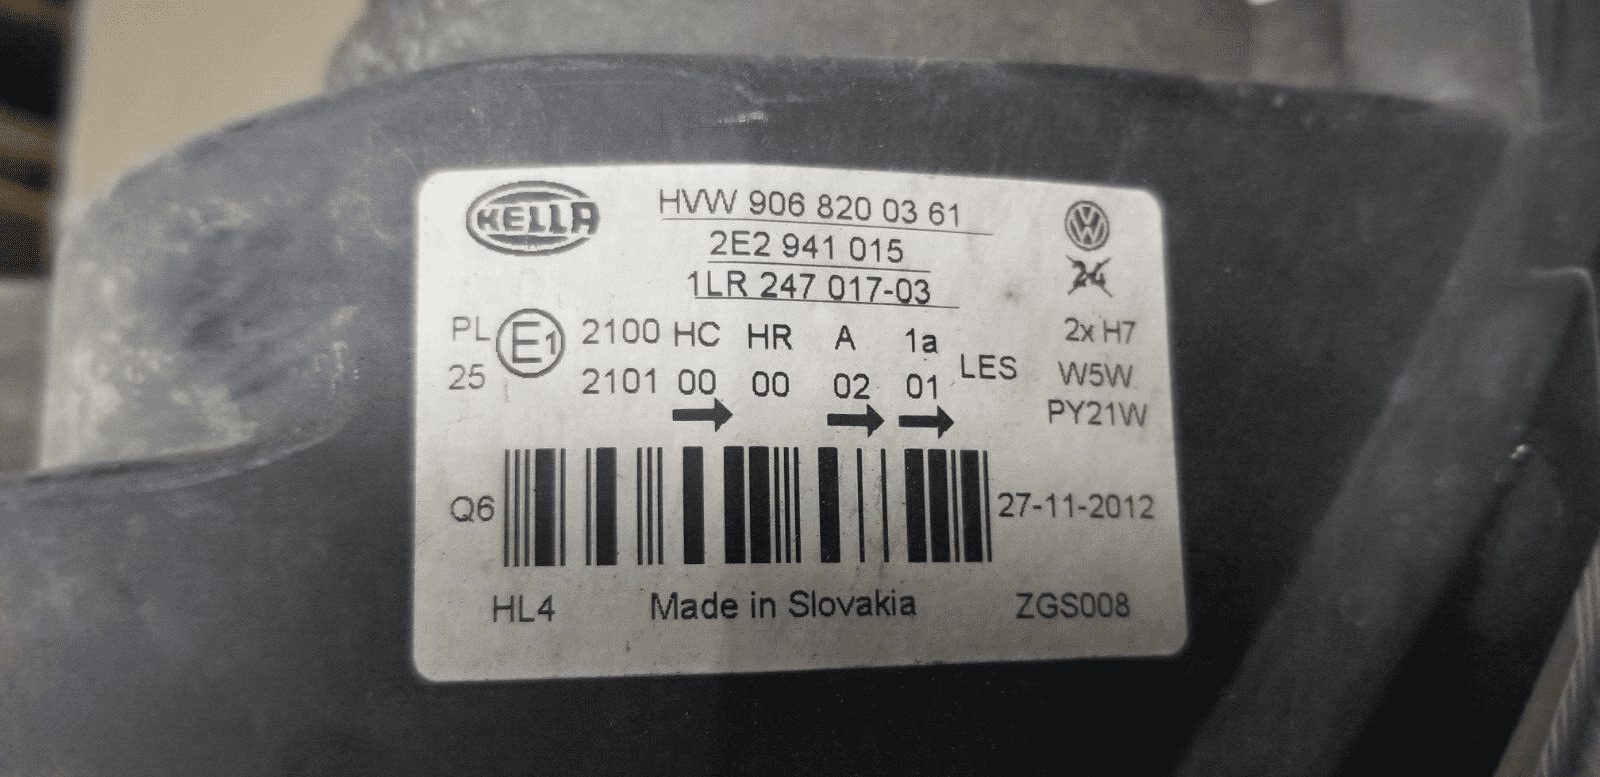 HELLA
HVW 906 820 03 61
2E2 941 015
1LR 247 017-03
24
PL E1 2100 HC HR A 1a
25 2101 00 00 02 01
LES
2x H7
W5W
PY21W
Q6 27-11-2012
HL4 Made in Slovakia ZGS008